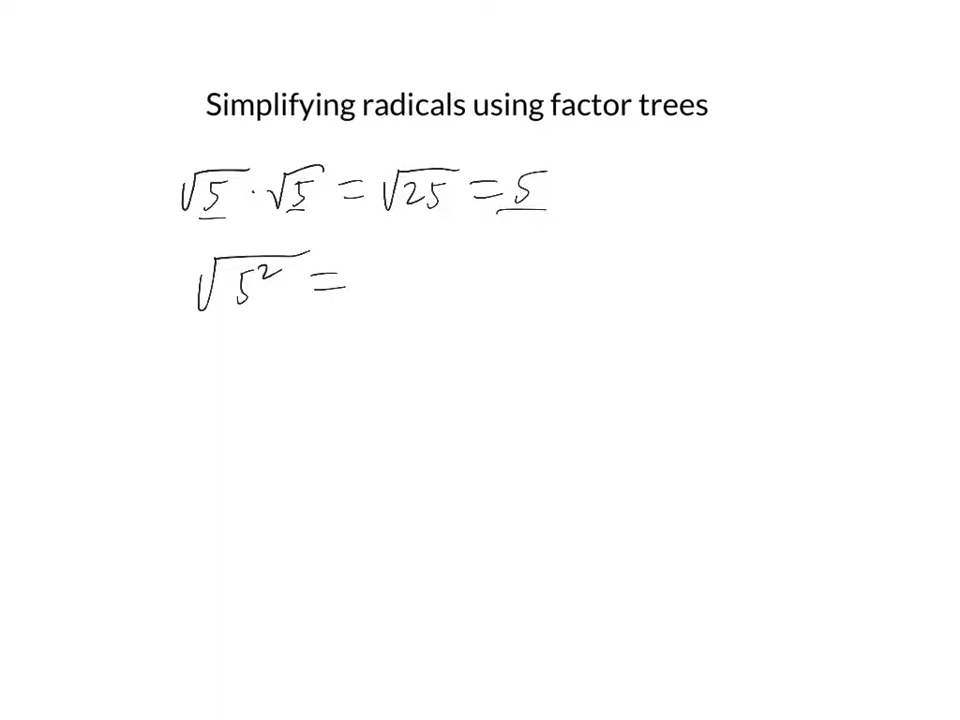 Simplifying radicals using factor trees
√5 · √5 = √25 = 5
√5² =